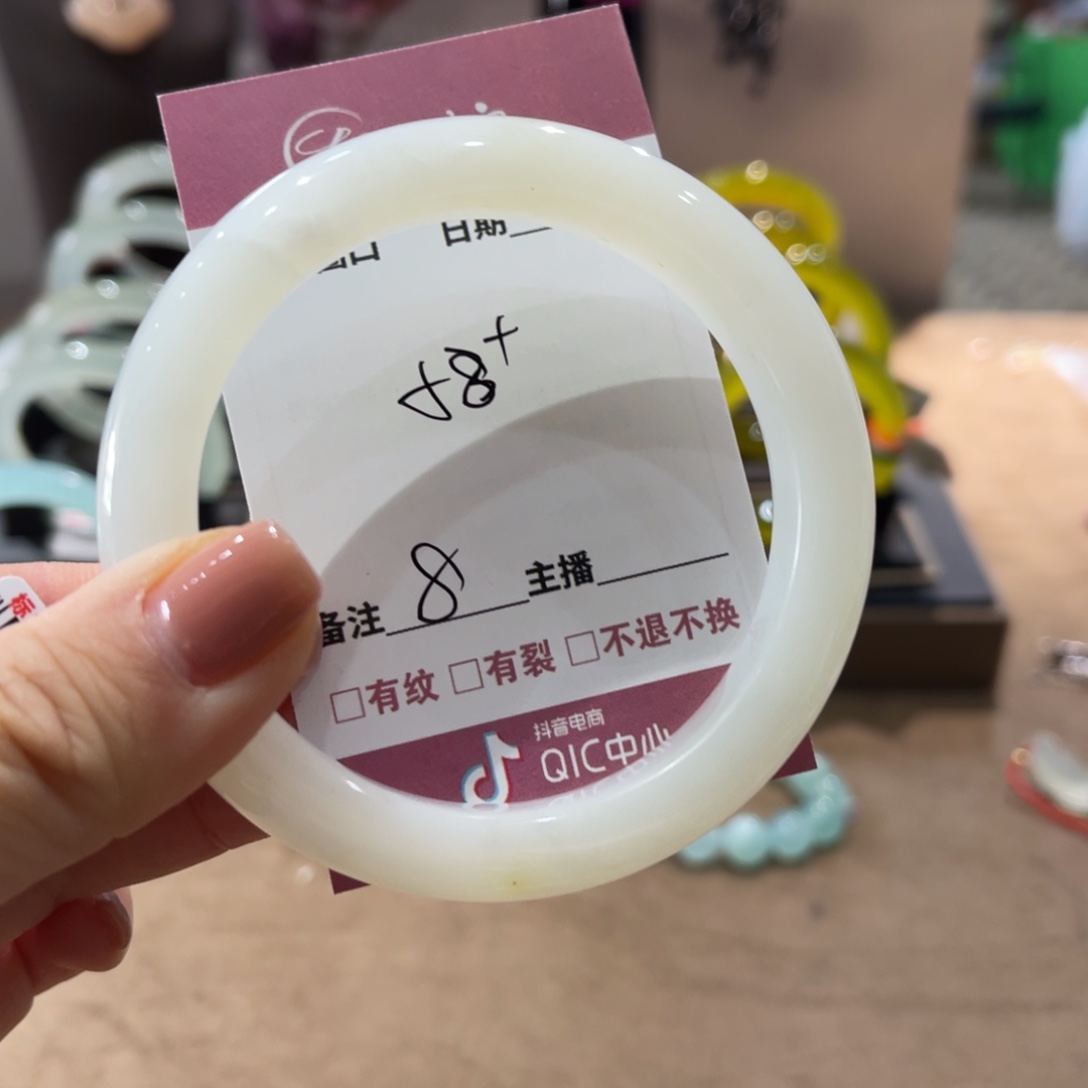 日期
58+
备注 8 主播
□有纹 □有裂 □不退不换
抖音电商
QIC中心